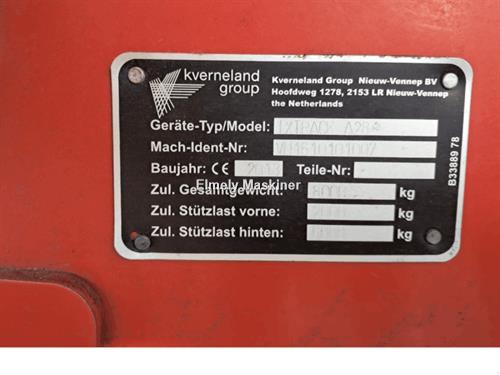 kverneland
group
Kverneland Group Nieuw-Vennep BV
Hoofdweg 1278, 2153 LR Nieuw-Vennep
the Netherlands
Geräte-Typ/Model:
Mach-Ident-Nr:
Baujahr: CE Teile-Nr:
Elmely Maskiner
Zul. Gesamtgewicht: kg
Zul. Stützlast vorne: kg
Zul. Stützlast hinten: kg
B33889 78